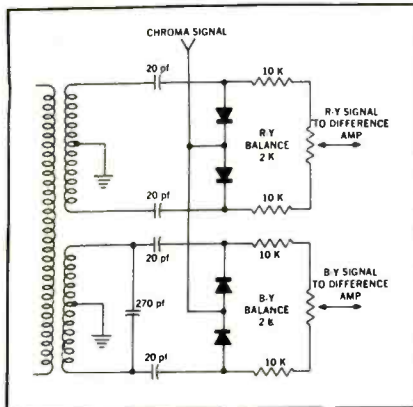 CHROMA SIGNAL
20 pf
10 K
R-Y
BALANCE
2 K
R-Y SIGNAL
TO DIFFERENCE
AMP
20 pf
10 K
20 pf
10 K
270 pf
B-Y
BALANCE
2 K
B-Y SIGNAL
TO DIFFERENCE
AMP
20 pf
10 K